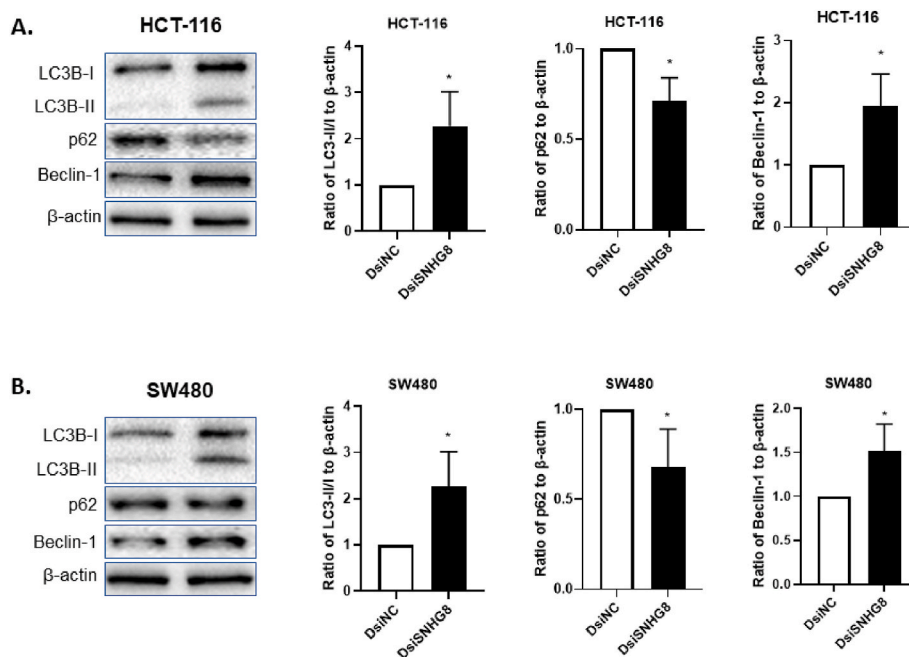 A.
HCT-116
LC3B-I
LC3B-II
p62
Beclin-1
β-actin
HCT-116
Ratio of LC3-II/I to β-actin
4
3
2
1
0
DsiNC
DsiSNHG8
*
HCT-116
Ratio of p62 to β-actin
1.0
0.5
0.0
DsiNC
DsiSNHG8
*
HCT-116
Ratio of Beclin-1 to β-actin
3
2
1
0
DsiNC
DsiSNHG8
*
B.
SW480
LC3B-I
LC3B-II
p62
Beclin-1
β-actin
SW480
Ratio of LC3-II/I to β-actin
4
3
2
1
0
DsiNC
DsiSNHG8
*
SW480
Ratio of p62 to β-actin
1.0
0.5
0.0
DsiNC
DsiSNHG8
*
SW480
Ratio of Beclin-1 to β-actin
2.0
1.5
1.0
0.5
0.0
DsiNC
DsiSNHG8
*